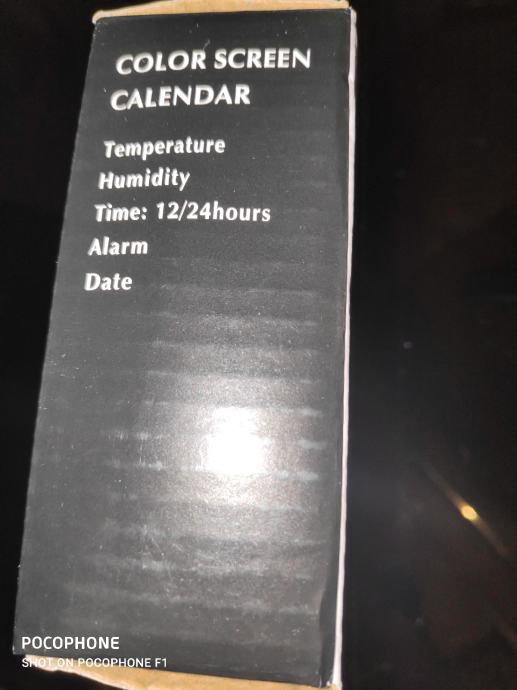 COLOR SCREEN
CALENDAR
Temperature
Humidity
Time: 12/24hours
Alarm
Date
POCOPHONE
SHOT ON POCOPHONE F1